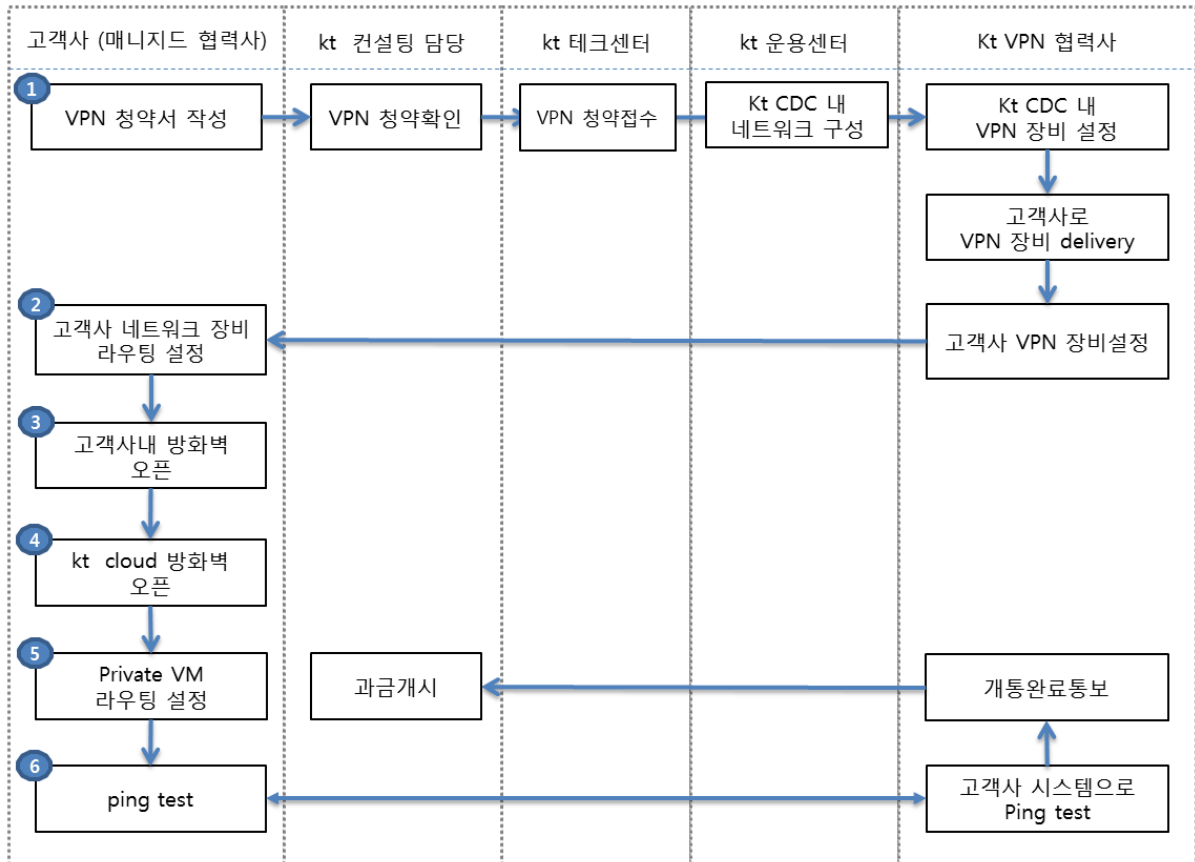 고객사 (매니지드 협력사)
kt 컨설팅 담당
kt 테크센터
kt 운용센터
Kt VPN 협력사
1
VPN 청약서 작성
VPN 청약확인
VPN 청약접수
Kt CDC 내
네트워크 구성
Kt CDC 내
VPN 장비 설정
고객사로
VPN 장비 delivery
2
고객사 네트워크 장비
라우팅 설정
고객사 VPN 장비설정
3
고객사내 방화벽
오픈
4
kt cloud 방화벽
오픈
5
Private VM
라우팅 설정
과금개시
개통완료통보
6
ping test
고객사 시스템으로
Ping test